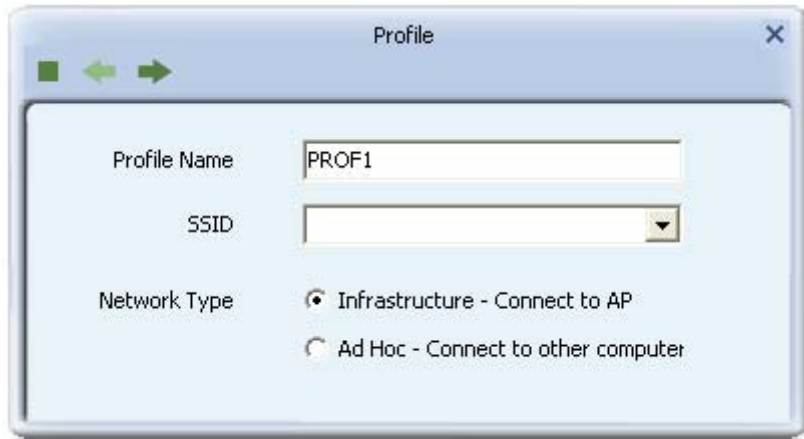 Profile
Profile Name
PROF1
SSID
Network Type
Infrastructure - Connect to AP
Ad Hoc - Connect to other computer